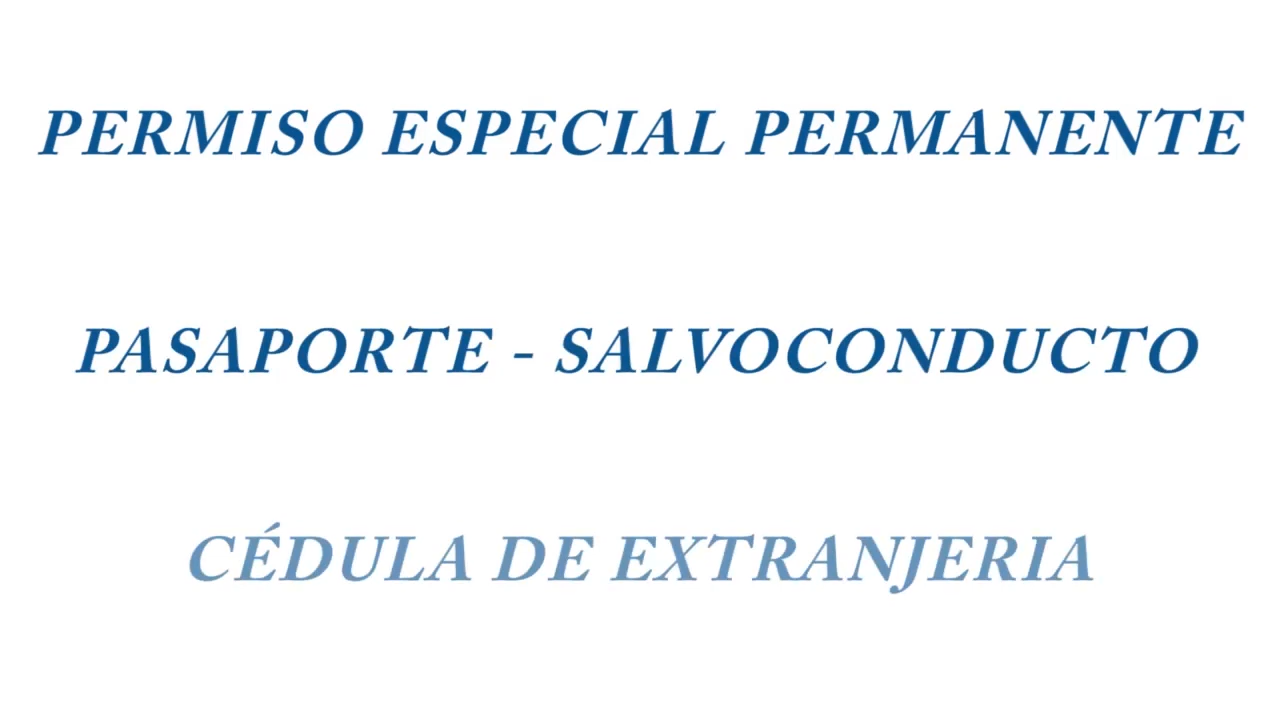 PERMISO ESPECIAL PERMANENTE
PASAPORTE - SALVOCONDUCTO
CÉDULA DE EXTRANJERIA